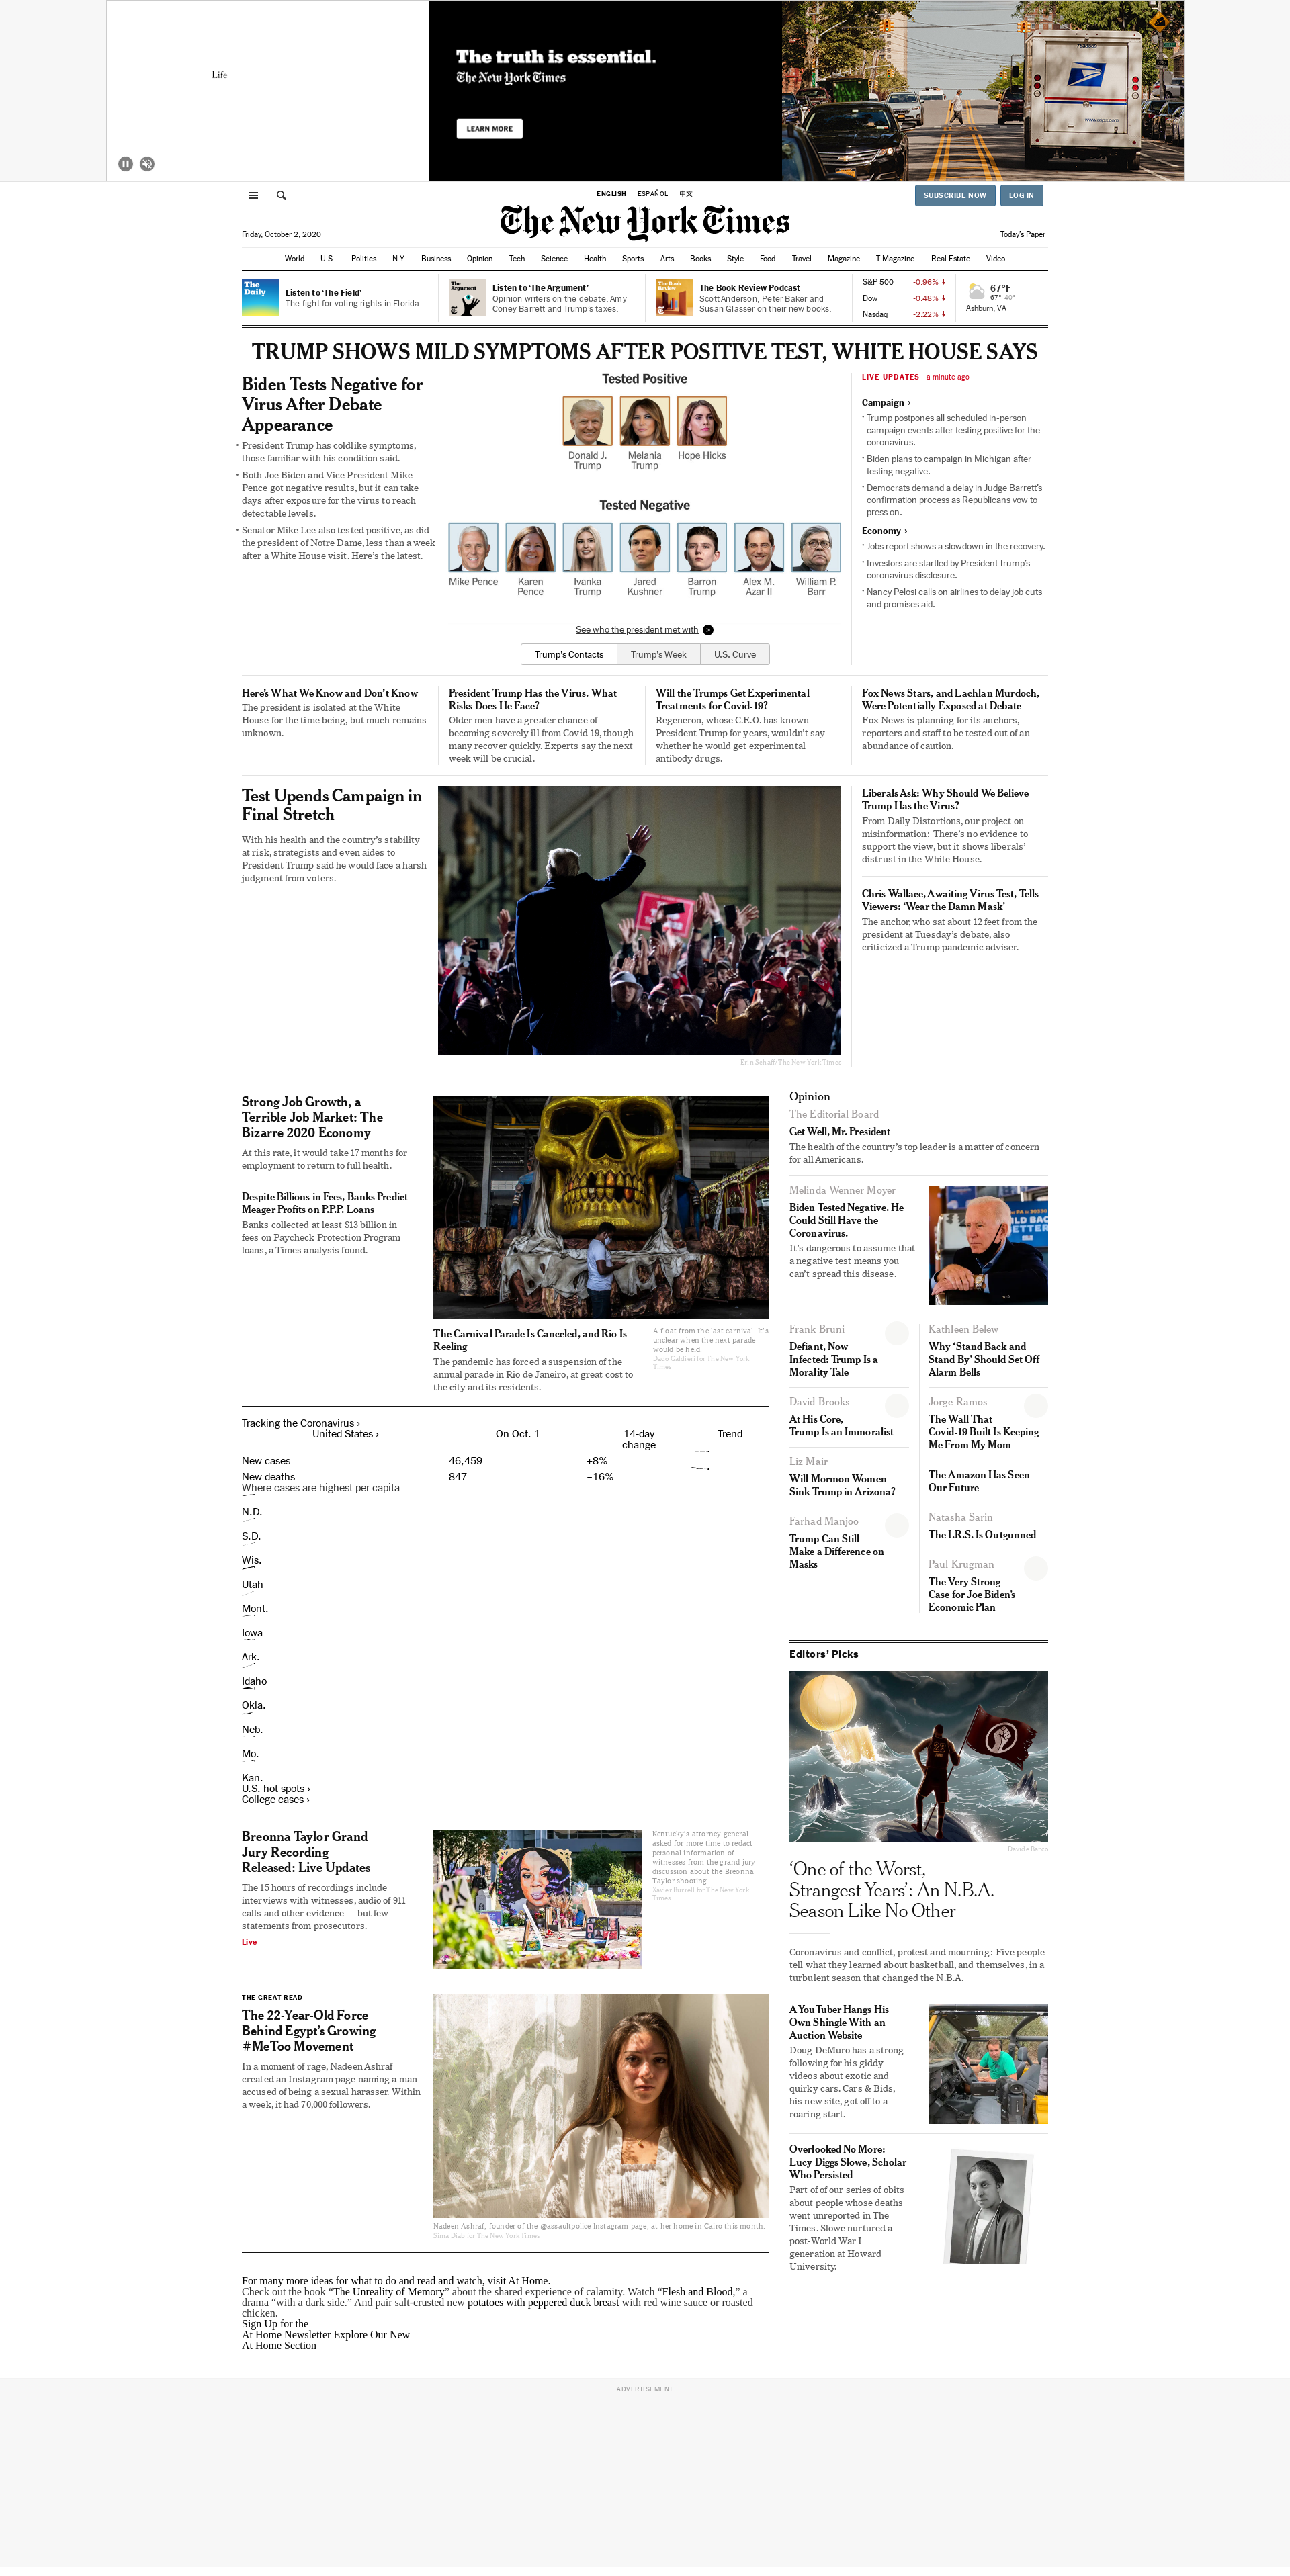 Life
The truth is essential.
The New York Times
LEARN MORE
ENGLISH ESPAÑOL 中文
SUBSCRIBE NOW LOG IN
The New York Times
Friday, October 2, 2020
Today's Paper
World U.S. Politics N.Y. Business Opinion Tech Science Health Sports Arts Books Style Food Travel Magazine T Magazine Real Estate Video
The Daily
Listen to 'The Field'
The fight for voting rights in Florida.
The Argument
Listen to 'The Argument'
Opinion writers on the debate, Amy
Coney Barrett and Trump's taxes.
The Book Review
The Book Review Podcast
Scott Anderson, Peter Baker and
Susan Glasser on their new books.
S&P 500 -0.96%
Dow -0.48%
Nasdaq -2.22%
67°F
67° 40°
Ashburn, VA
TRUMP SHOWS MILD SYMPTOMS AFTER POSITIVE TEST, WHITE HOUSE SAYS
Biden Tests Negative for
Virus After Debate
Appearance
• President Trump has coldlike symptoms,
those familiar with his condition said.
• Both Joe Biden and Vice President Mike
Pence got negative results, but it can take
days after exposure for the virus to reach
detectable levels.
• Senator Mike Lee also tested positive, as did
the president of Notre Dame, less than a week
after a White House visit. Here's the latest.
Tested Positive
Donald J.
Trump
Melania
Trump
Hope Hicks
Tested Negative
Mike Pence
Karen
Pence
Ivanka
Trump
Jared
Kushner
Barron
Trump
Alex M.
Azar II
William P.
Barr
See who the president met with >
Trump's Contacts Trump's Week U.S. Curve
LIVE UPDATES a minute ago
Campaign ›
• Trump postpones all scheduled in-person
campaign events after testing positive for the
coronavirus.
• Biden plans to campaign in Michigan after
testing negative.
• Democrats demand a delay in Judge Barrett's
confirmation process as Republicans vow to
press on.
Economy ›
• Jobs report shows a slowdown in the recovery.
• Investors are startled by President Trump's
coronavirus disclosure.
• Nancy Pelosi calls on airlines to delay job cuts
and promises aid.
Here's What We Know and Don't Know
The president is isolated at the White
House for the time being, but much remains
unknown.
President Trump Has the Virus. What
Risks Does He Face?
Older men have a greater chance of
becoming severely ill from Covid-19, though
many recover quickly. Experts say the next
week will be crucial.
Will the Trumps Get Experimental
Treatments for Covid-19?
Regeneron, whose C.E.O. has known
President Trump for years, wouldn't say
whether he would get experimental
antibody drugs.
Fox News Stars, and Lachlan Murdoch,
Were Potentially Exposed at Debate
Fox News is planning for its anchors,
reporters and staff to be tested out of an
abundance of caution.
Test Upends Campaign in
Final Stretch
With his health and the country's stability
at risk, strategists and even aides to
President Trump said he would face a harsh
judgment from voters.
Erin Schaff/The New York Times
Liberals Ask: Why Should We Believe
Trump Has the Virus?
From Daily Distortions, our project on
misinformation: There's no evidence to
support the view, but it shows liberals'
distrust in the White House.
Chris Wallace, Awaiting Virus Test, Tells
Viewers: 'Wear the Damn Mask'
The anchor, who sat about 12 feet from the
president at Tuesday's debate, also
criticized a Trump pandemic adviser.
Strong Job Growth, a
Terrible Job Market: The
Bizarre 2020 Economy
At this rate, it would take 17 months for
employment to return to full health.
Despite Billions in Fees, Banks Predict
Meager Profits on P.P.P. Loans
Banks collected at least $13 billion in
fees on Paycheck Protection Program
loans, a Times analysis found.
The Carnival Parade Is Canceled, and Rio Is
Reeling
The pandemic has forced a suspension of the
annual parade in Rio de Janeiro, at great cost to
the city and its residents.
A float from the last carnival. It's
unclear when the next parade
would be held.
Dado Galdieri for The New York
Times
Tracking the Coronavirus ›
United States › On Oct. 1 14-day
change Trend
New cases 46,459 +8%
New deaths 847 –16%
Where cases are highest per capita
N.D.
S.D.
Wis.
Utah
Mont.
Iowa
Ark.
Idaho
Okla.
Neb.
Mo.
Kan.
U.S. hot spots ›
College cases ›
Breonna Taylor Grand
Jury Recording
Released: Live Updates
The 15 hours of recordings include
interviews with witnesses, audio of 911
calls and other evidence — but few
statements from prosecutors.
Live
Kentucky's attorney general
asked for more time to redact
personal information of
witnesses from the grand jury
discussion about the Breonna
Taylor shooting.
Xavier Burrell for The New York
Times
THE GREAT READ
The 22-Year-Old Force
Behind Egypt's Growing
#MeToo Movement
In a moment of rage, Nadeen Ashraf
created an Instagram page naming a man
accused of being a sexual harasser. Within
a week, it had 70,000 followers.
Nadeen Ashraf, founder of the @assaultpolice Instagram page, at her home in Cairo this month.
Sima Diab for The New York Times
For many more ideas for what to do and read and watch, visit At Home.
Check out the book "The Unreality of Memory" about the shared experience of calamity. Watch "Flesh and Blood," a
drama "with a dark side." And pair salt-crusted new potatoes with peppered duck breast with red wine sauce or roasted
chicken.
Sign Up for the
At Home Newsletter Explore Our New
At Home Section
Opinion
The Editorial Board
Get Well, Mr. President
The health of the country's top leader is a matter of concern
for all Americans.
Melinda Wenner Moyer
Biden Tested Negative. He
Could Still Have the
Coronavirus.
It's dangerous to assume that
a negative test means you
can't spread this disease.
Frank Bruni
Defiant, Now
Infected: Trump Is a
Morality Tale
David Brooks
At His Core,
Trump Is an Immoralist
Liz Mair
Will Mormon Women
Sink Trump in Arizona?
Farhad Manjoo
Trump Can Still
Make a Difference on
Masks
Kathleen Belew
Why 'Stand Back and
Stand By' Should Set Off
Alarm Bells
Jorge Ramos
The Wall That
Covid-19 Built Is Keeping
Me From My Mom
The Amazon Has Seen
Our Future
Natasha Sarin
The I.R.S. Is Outgunned
Paul Krugman
The Very Strong
Case for Joe Biden's
Economic Plan
Editors' Picks
Davide Barco
'One of the Worst,
Strangest Years': An N.B.A.
Season Like No Other
Coronavirus and conflict, protest and mourning: Five people
tell what they learned about basketball, and themselves, in a
turbulent season that changed the N.B.A.
A YouTuber Hangs His
Own Shingle With an
Auction Website
Doug DeMuro has a strong
following for his giddy
videos about exotic and
quirky cars. Cars & Bids,
his new site, got off to a
roaring start.
Overlooked No More:
Lucy Diggs Slowe, Scholar
Who Persisted
Part of of our series of obits
about people whose deaths
went unreported in The
Times. Slowe nurtured a
post-World War I
generation at Howard
University.
ADVERTISEMENT